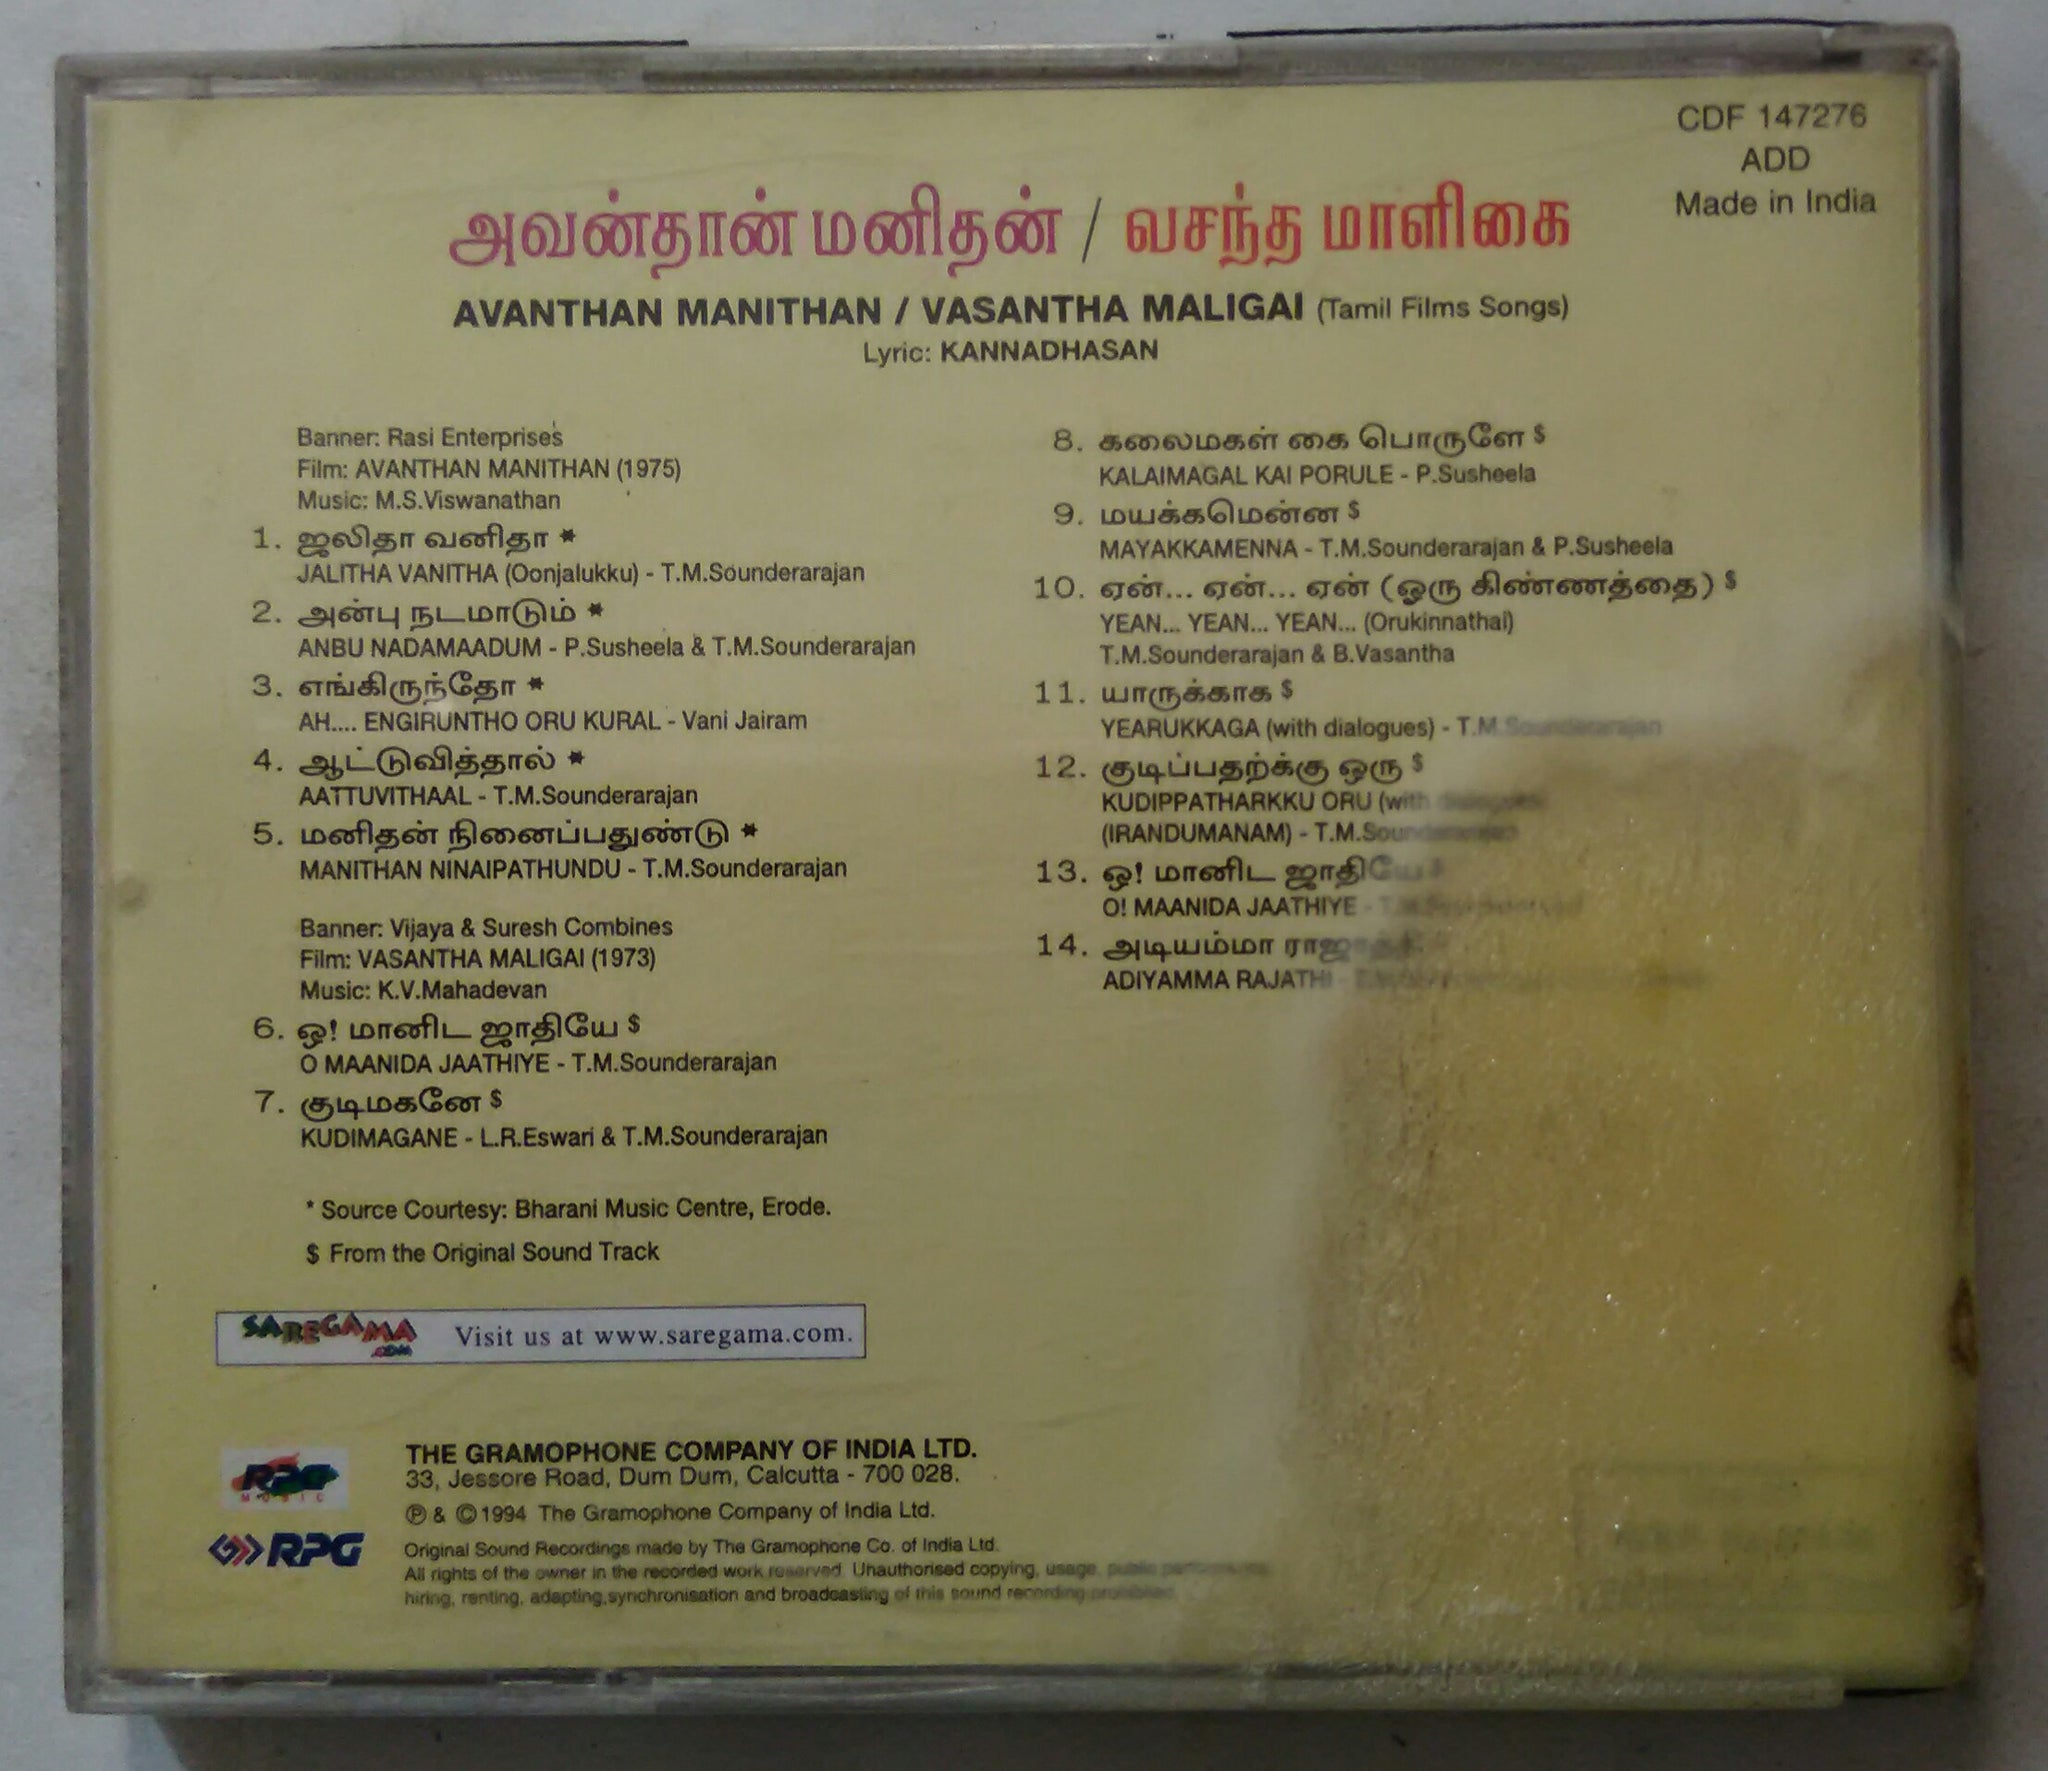 CDF 147276
ADD
Made in India
அவன்தான் மனிதன் / வசந்த மாளிகை
AVANTHAN MANITHAN / VASANTHA MALIGAI (Tamil Films Songs)
Lyric: KANNADHASAN
Banner: Rasi Enterprises
Film: AVANTHAN MANITHAN (1975)
Music: M.S.Viswanathan
1. ஜலிதா வனிதா *
JALITHA VANITHA (Oonjalukku) - T.M.Sounderarajan
2. அன்பு நடமாடும் *
ANBU NADAMAADUM - P.Susheela & T.M.Sounderarajan
3. எங்கிருந்தோ *
AH.... ENGIRUNTHO ORU KURAL - Vani Jairam
4. ஆட்டுவித்தால் *
AATTUVITHAAL - T.M.Sounderarajan
5. மனிதன் நினைப்பதுண்டு *
MANITHAN NINAIPATHUNDU - T.M.Sounderarajan
Banner: Vijaya & Suresh Combines
Film: VASANTHA MALIGAI (1973)
Music: K.V.Mahadevan
6. ஒ! மானிட ஜாதியே $
O MAANIDA JAATHIYE - T.M.Sounderarajan
7. குடிமகனே $
KUDIMAGANE - L.R.Eswari & T.M.Sounderarajan
* Source Courtesy: Bharani Music Centre, Erode.
$ From the Original Sound Track
8. கலைமகள் கை பொருளே $
KALAIMAGAL KAI PORULE - P.Susheela
9. மயக்கமென்ன $
MAYAKKAMENNA - T.M.Sounderarajan & P.Susheela
10. ஏன்... ஏன்... ஏன் (ஒரு கிண்ணத்தை) $
YEAN... YEAN... YEAN... (Orukinnathai)
T.M.Sounderarajan & B.Vasantha
11. யாருக்காக $
YEARUKKAGA (with dialogues) - T.M.Sounderarajan
12. குடிப்பதற்க்கு ஒரு $
KUDIPPATHARKKU ORU (with dialogues)
(IRANDUMANAM) - T.M.Sounderarajan
13. ஒ! மானிட ஜாதியே $
O! MAANIDA JAATHIYE -
14. அடியம்மா
ADIYAMMA RAJATHI -
SAREGAMA.COM Visit us at www.saregama.com.
RPG MUSIC
RPG
THE GRAMOPHONE COMPANY OF INDIA LTD.
33, Jessore Road, Dum Dum, Calcutta - 700 028.
Ⓟ & ©1994 The Gramophone Company of India Ltd.
Original Sound Recordings made by The Gramophone Co. of India Ltd.
All rights of the owner in the recorded work reserved. Unauthorised copying, usage, public
hiring, renting, adapting,synchronisation and broadcasting of this sound recording prohibited